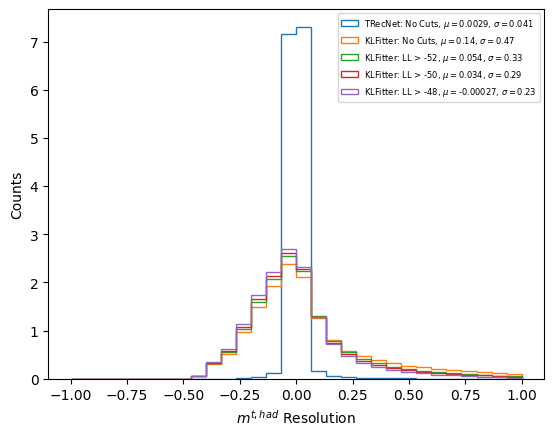 TRecNet: No Cuts, μ = 0.0029, σ = 0.041
KLFitter: No Cuts, μ = 0.14, σ = 0.47
KLFitter: LL > -52, μ = 0.054, σ = 0.33
KLFitter: LL > -50, μ = 0.034, σ = 0.29
KLFitter: LL > -48, μ = -0.00027, σ = 0.23
Counts
7
6
5
4
3
2
1
0
−1.00 −0.75 −0.50 −0.25 0.00 0.25 0.50 0.75 1.00
m^{t, had} Resolution